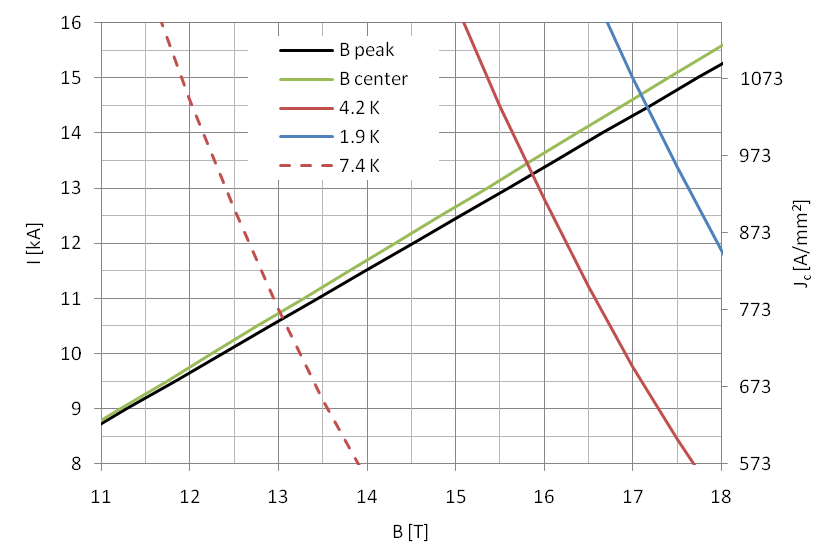 16
15
14
13
12
11
10
9
8
I [kA]
B peak
B center
4.2 K
1.9 K
7.4 K
1073
973
873
773
673
573
Jc [A/mm²]
11 12 13 14 15 16 17 18
B [T]